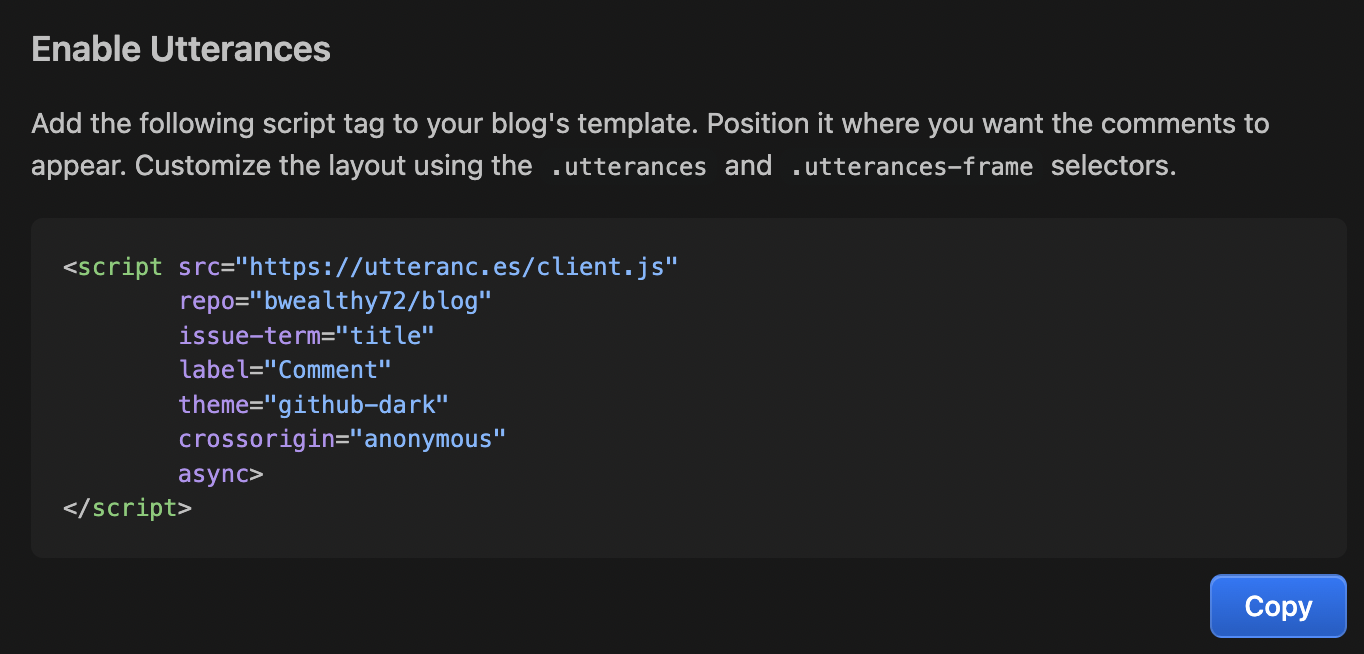 Enable Utterances
Add the following script tag to your blog's template. Position it where you want the comments to
appear. Customize the layout using the .utterances and .utterances-frame selectors.
<script src="https://utteranc.es/client.js"
        repo="bwealthy72/blog"
        issue-term="title"
        label="Comment"
        theme="github-dark"
        crossorigin="anonymous"
        async>
</script>
Copy